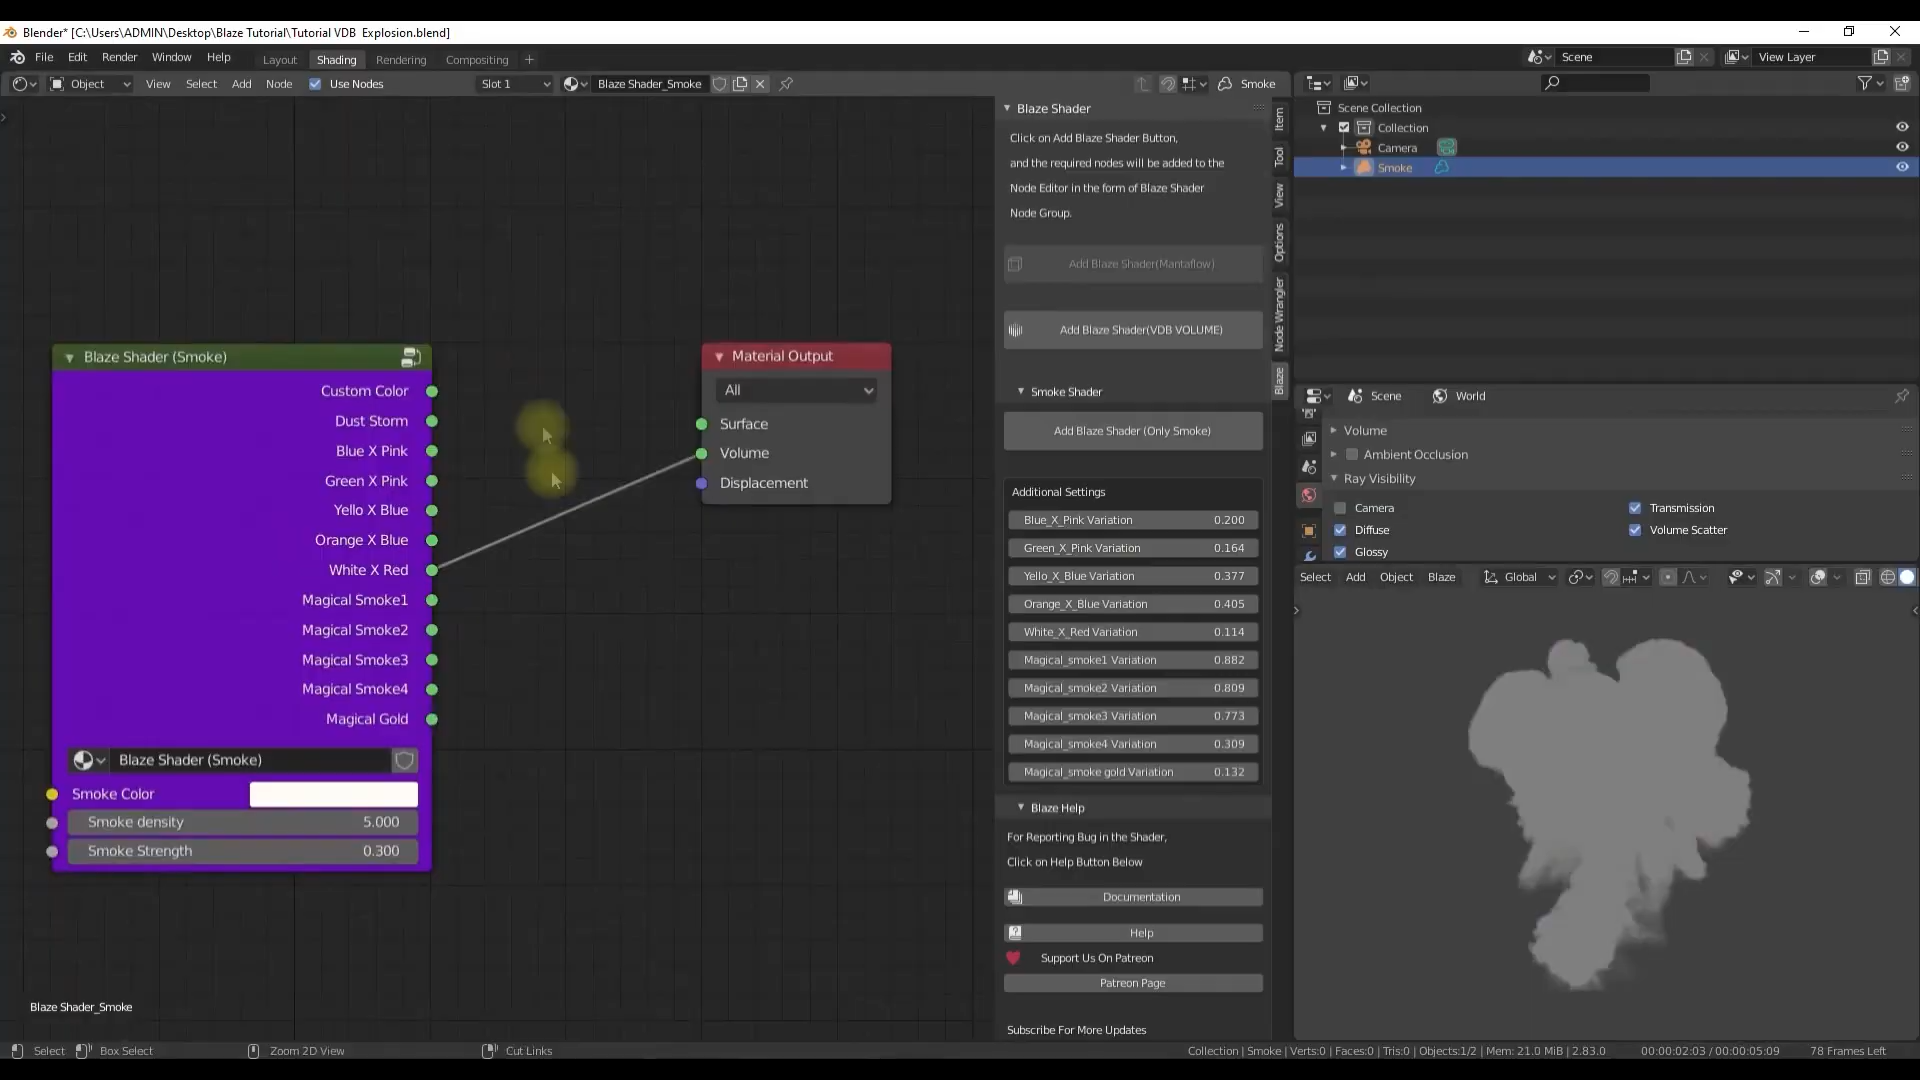 Blender* [C:\Users\ADMIN\Desktop\Blaze Tutorial\Tutorial VDB  Explosion.blend]
File Edit Render Window Help Layout Shading Rendering Compositing + Scene View Layer
Object View Select Add Node Use Nodes Slot 1 Blaze Shader_Smoke Smoke
Blaze Shader (Smoke)
Custom Color
Dust Storm
Blue X Pink
Green X Pink
Yello X Blue
Orange X Blue
White X Red
Magical Smoke1
Magical Smoke2
Magical Smoke3
Magical Smoke4
Magical Gold
Blaze Shader (Smoke)
Smoke Color
Smoke density 5.000
Smoke Strength 0.300
Blaze Shader_Smoke
Material Output
All
Surface
Volume
Displacement
Blaze Shader
Click on Add Blaze Shader Button,
and the required nodes will be added to the
Node Editor in the form of Blaze Shader
Node Group.
Add Blaze Shader(Mantaflow)
Add Blaze Shader(VDB VOLUME)
Smoke Shader
Add Blaze Shader (Only Smoke)
Additional Settings
Blue_X_Pink Variation 0.200
Green_X_Pink Variation 0.164
Yello_X_Blue Variation 0.377
Orange_X_Blue Variation 0.405
White_X_Red Variation 0.114
Magical_smoke1 Variation 0.882
Magical_smoke2 Variation 0.809
Magical_smoke3 Variation 0.773
Magical_smoke4 Variation 0.309
Magical_smoke gold Variation 0.132
Blaze Help
For Reporting Bug in the Shader,
Click on Help Button Below
Documentation
Help
Support Us On Patreon
Patreon Page
Subscribe For More Updates
Item
Tool
View
Options
Node Wrangler
Blaze
Scene Collection
Collection
Camera
Smoke
Scene World
Volume
Ambient Occlusion
Ray Visibility
Camera Transmission
Diffuse Volume Scatter
Glossy
Select Add Object Blaze Global
Select Box Select Zoom 2D View Cut Links Collection | Smoke | Verts:0 | Faces:0 | Tris:0 | Objects:1/2 | Mem: 21.0 MiB | 2.83.0 00:00:02:03 / 00:00:05:09 78 Frames Left